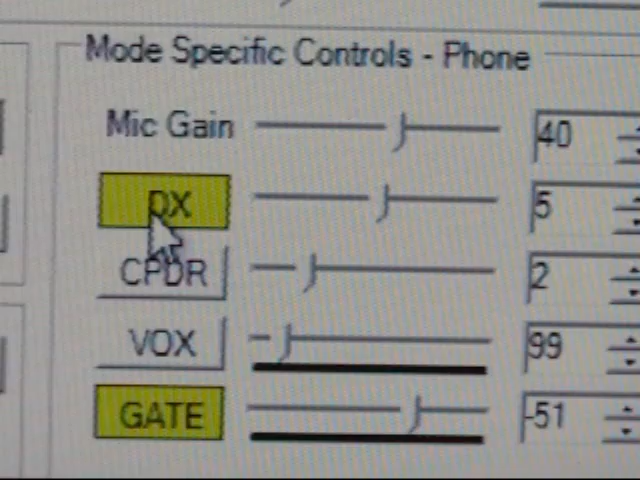 Mode Specific Controls - Phone
Mic Gain 40
DX 5
CPDR 2
VOX 99
GATE -51